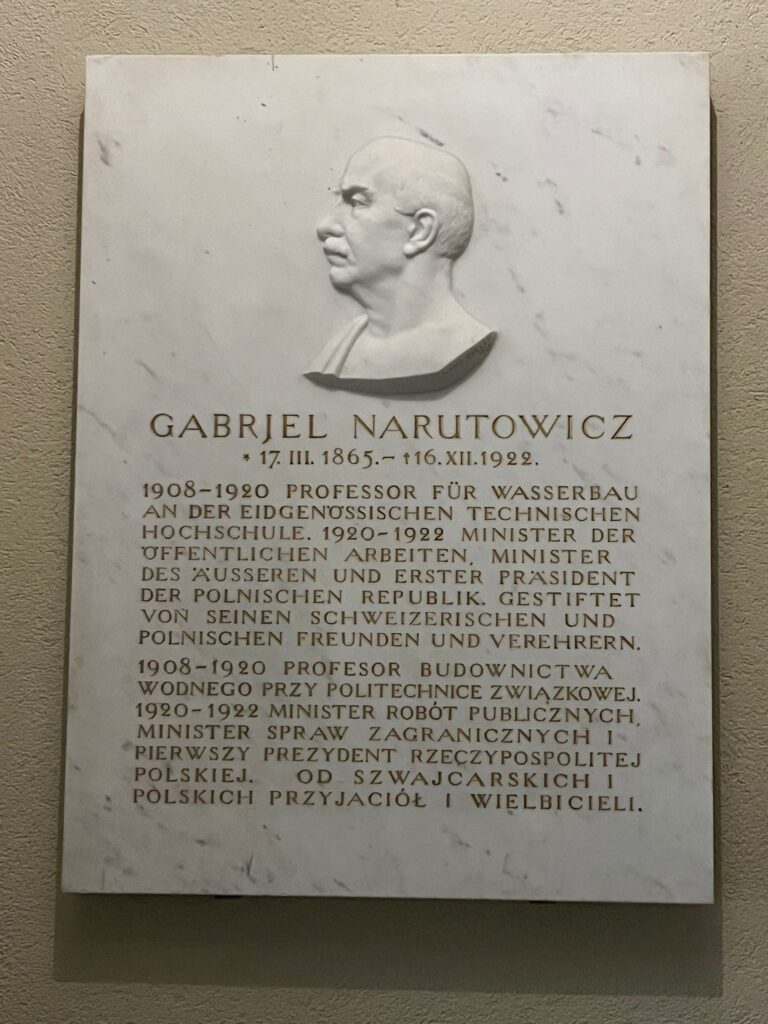 GABRJEL NARUTOWICZ
* 17. III. 1865.– †16.XII.1922.
1908–1920 PROFESSOR FÜR WASSERBAU
AN DER EIDGENÖSSISCHEN TECHNISCHEN
HOCHSCHULE. 1920–1922 MINISTER DER
ÖFFENTLICHEN ARBEITEN, MINISTER
DES ÄUSSEREN UND ERSTER PRÄSIDENT
DER POLNISCHEN REPUBLIK. GESTIFTET
VON SEINEN SCHWEIZERISCHEN UND
POLNISCHEN FREUNDEN UND VEREHRERN.
1908–1920 PROFESOR BUDOWNICTWA
WODNEGO PRZY POLITECHNICE ZWIĄZKOWEJ.
1920–1922 MINISTER ROBÓT PUBLICZNYCH,
MINISTER SPRAW ZAGRANICZNYCH I
PIERWSZY PREZYDENT RZECZYPOSPOLITEJ
POLSKIEJ. OD SZWAJCARSKICH I
POLSKICH PRZYJACIÓŁ I WIELBICIELI.